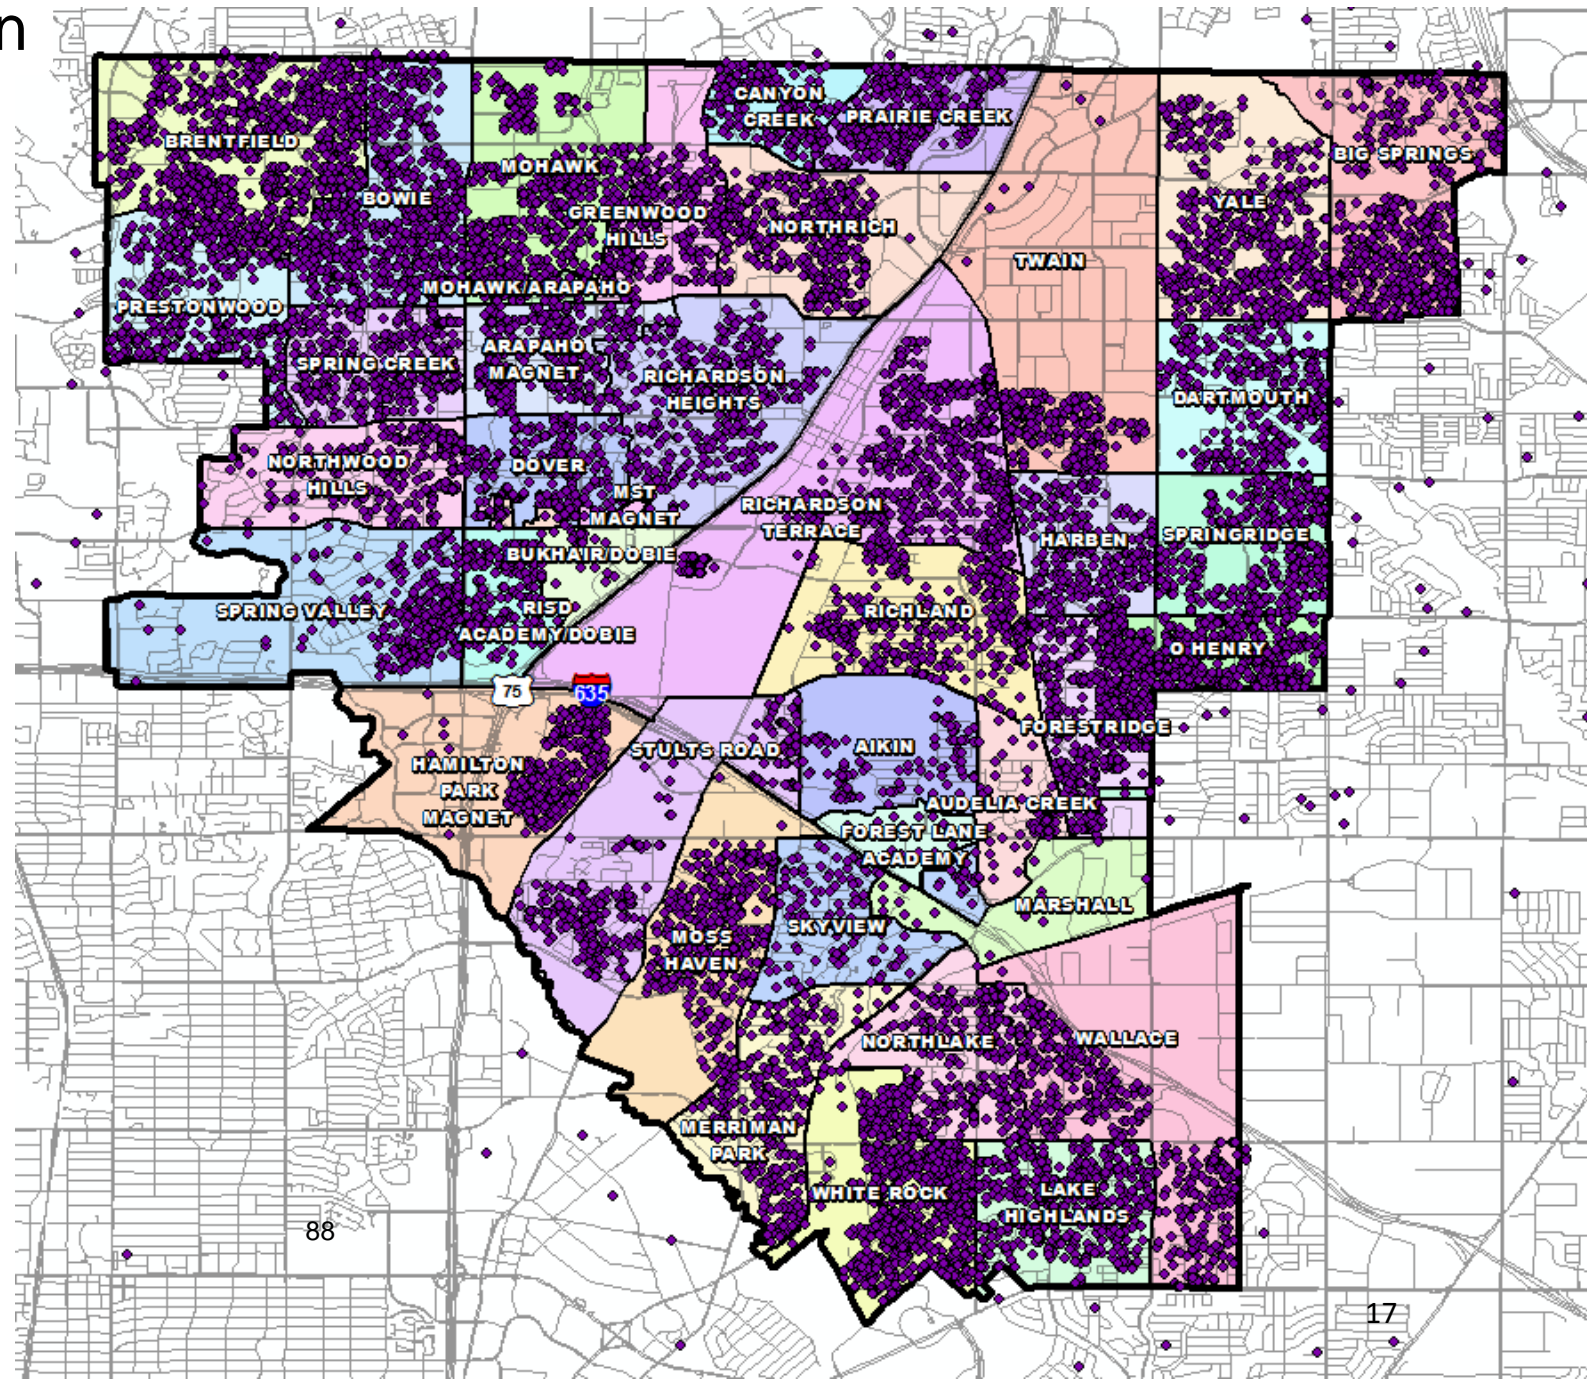 n
CANYON
CREEK
PRAIRIE CREEK
BRENTFIELD
MOHAWK
BIG SPRINGS
BOWIE
GREENWOOD
HILLS
NORTHRICH
YALE
TWAIN
MOHAWK/ARAPAHO
PRESTONWOOD
SPRING CREEK
ARAPAHO
MAGNET
RICHARDSON
HEIGHTS
DARTMOUTH
NORTHWOOD
HILLS
DOVER
MST
MAGNET
RICHARDSON
TERRACE
HARBEN
SPRINGRIDGE
BUKHAIR/DOBIE
SPRING VALLEY
RISD
ACADEMY/DOBIE
RICHLAND
O HENRY
75
635
FORESTRIDGE
STULTS ROAD
AIKIN
HAMILTON
PARK
MAGNET
AUDELIA CREEK
FOREST LANE
ACADEMY
MARSHALL
SKYVIEW
MOSS
HAVEN
NORTHLAKE
WALLACE
MERRIMAN
PARK
WHITE ROCK
LAKE
HIGHLANDS
88
17